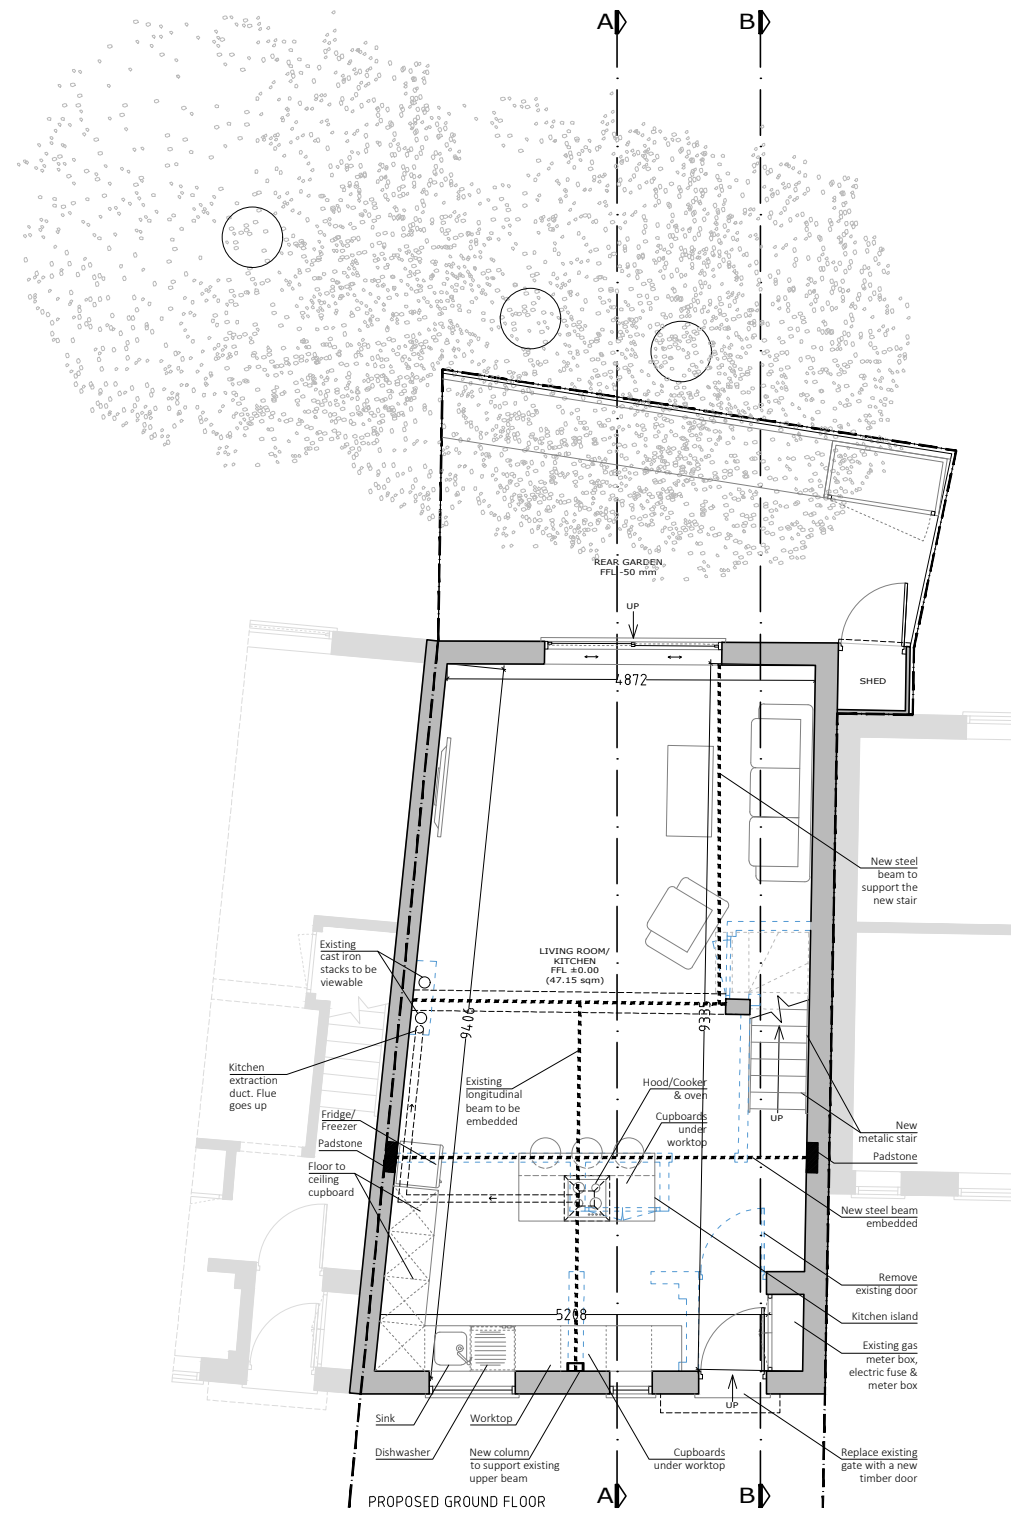 A
B
REAR GARDEN
FFL -50 mm
UP
SHED
4872
New steel
beam to
support the
new stair
Existing
cast iron
stacks to be
viewable
LIVING ROOM/
KITCHEN
FFL ±0.00
(47.15 sqm)
9406
9335
Kitchen
extraction
duct. Flue
goes up
Existing
longitudinal
beam to be
embedded
Hood/Cooker
& oven
Cupboards
under
worktop
Fridge/
Freezer
Padstone
Floor to
ceiling
cupboard
UP
New
metalic stair
Padstone
New steel beam
embedded
Remove
existing door
Kitchen island
Existing gas
meter box,
electric fuse &
meter box
5208
UP
Sink
Worktop
Dishwasher
New column
to support existing
upper beam
Cupboards
under worktop
Replace existing
gate with a new
timber door
A
B
PROPOSED GROUND FLOOR